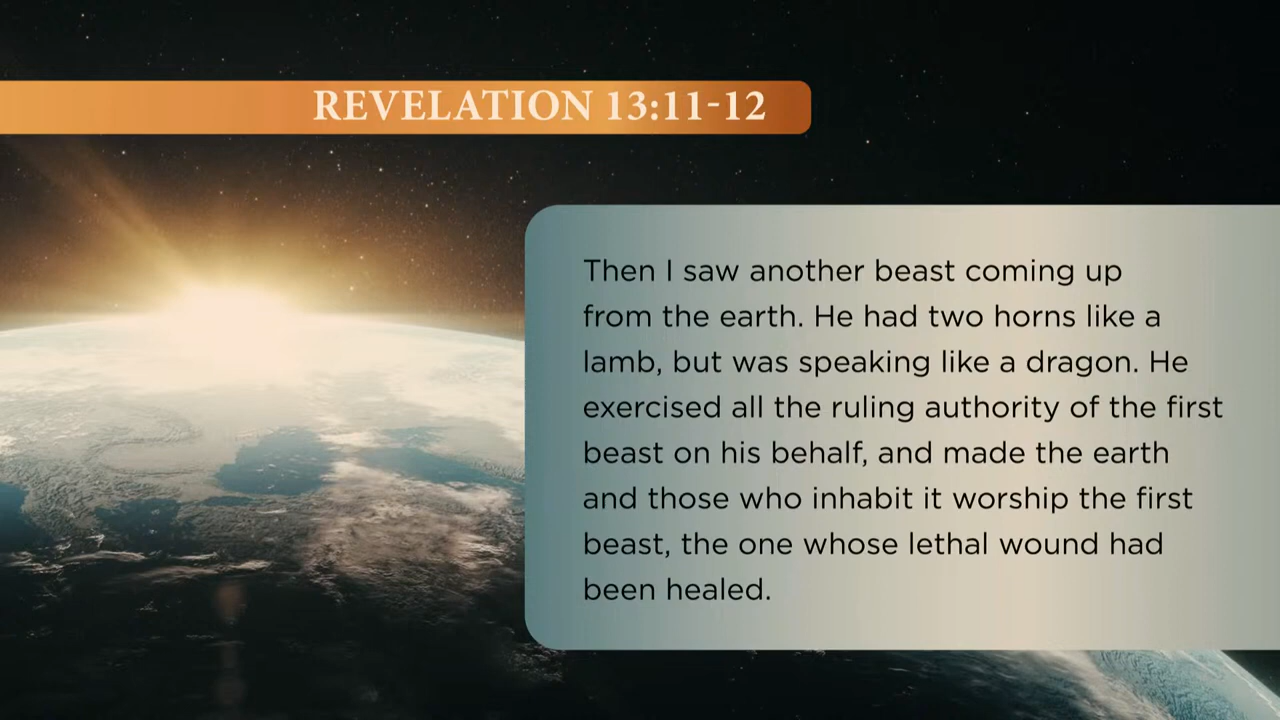 REVELATION 13:11-12
Then I saw another beast coming up
from the earth. He had two horns like a
lamb, but was speaking like a dragon. He
exercised all the ruling authority of the first
beast on his behalf, and made the earth
and those who inhabit it worship the first
beast, the one whose lethal wound had
been healed.